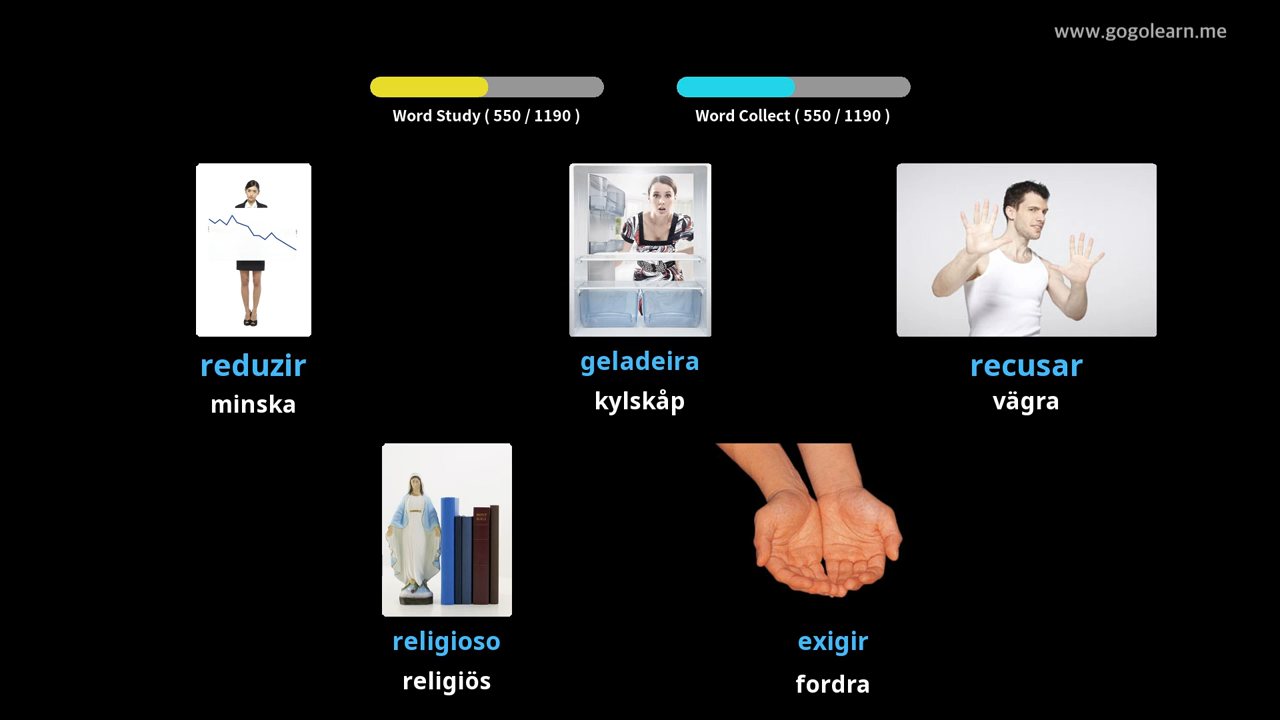 www.gogolearn.me
Word Study ( 550 / 1190 )
Word Collect ( 550 / 1190 )
reduzir
minska
geladeira
kylskåp
recusar
vägra
religioso
religiös
exigir
fordra